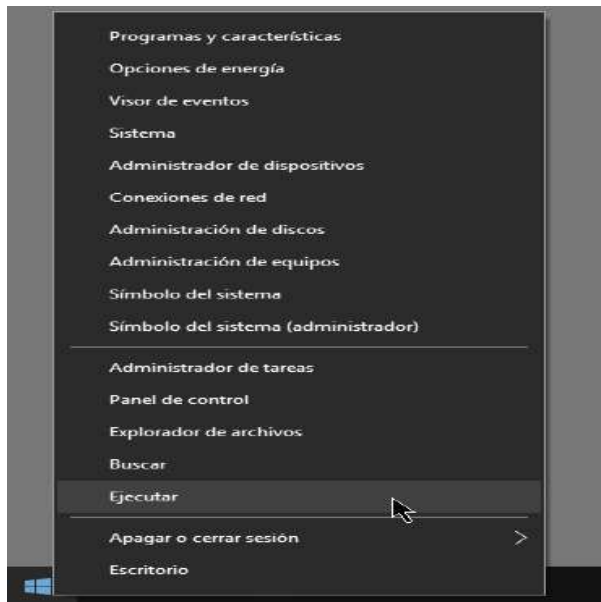 Programas y características
Opciones de energía
Visor de eventos
Sistema
Administrador de dispositivos
Conexiones de red
Administración de discos
Administración de equipos
Símbolo del sistema
Símbolo del sistema (administrador)
Administrador de tareas
Panel de control
Explorador de archivos
Buscar
Ejecutar
Apagar o cerrar sesión
Escritorio